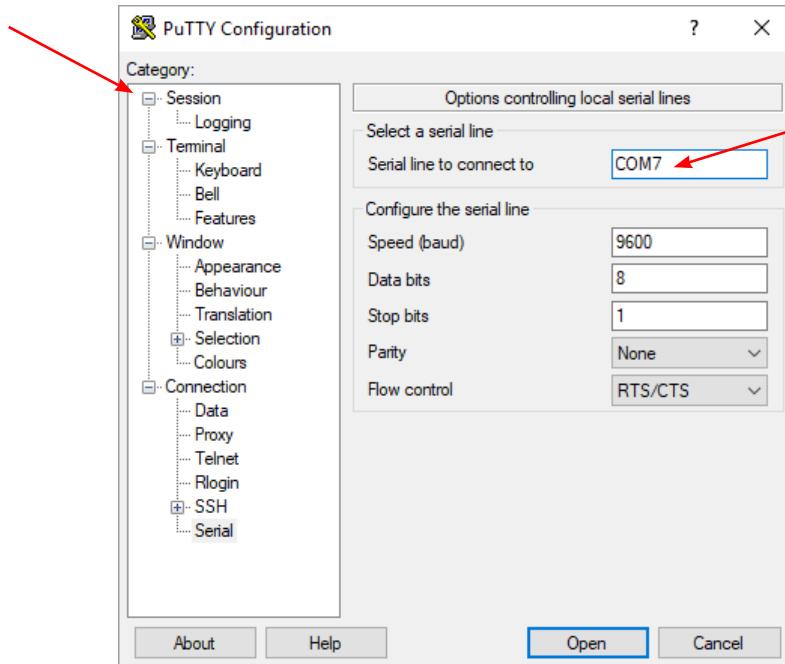 PuTTY Configuration
?
Category:
Session
Logging
Terminal
Keyboard
Bell
Features
Window
Appearance
Behaviour
Translation
Selection
Colours
Connection
Data
Proxy
Telnet
Rlogin
SSH
Serial
Options controlling local serial lines
Select a serial line
Serial line to connect to COM7
Configure the serial line
Speed (baud) 9600
Data bits 8
Stop bits 1
Parity None
Flow control RTS/CTS
About Help Open Cancel